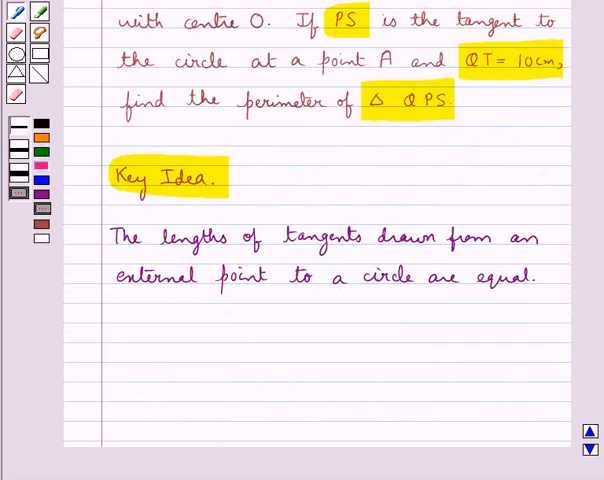 with centre O. If PS is the tangent to
the circle at a point A and QT = 10cm,
find the perimeter of Δ QPS.
Key Idea.
The lengths of tangents drawn from an
external point to a circle are equal.